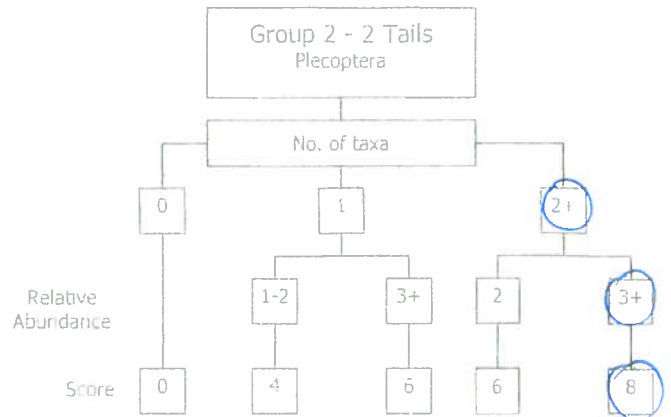 Group 2 - 2 Tails
Plecoptera
No. of taxa
0 1 2+
Relative Abundance
1-2 3+ 2 3+
Score
0 4 6 6 8